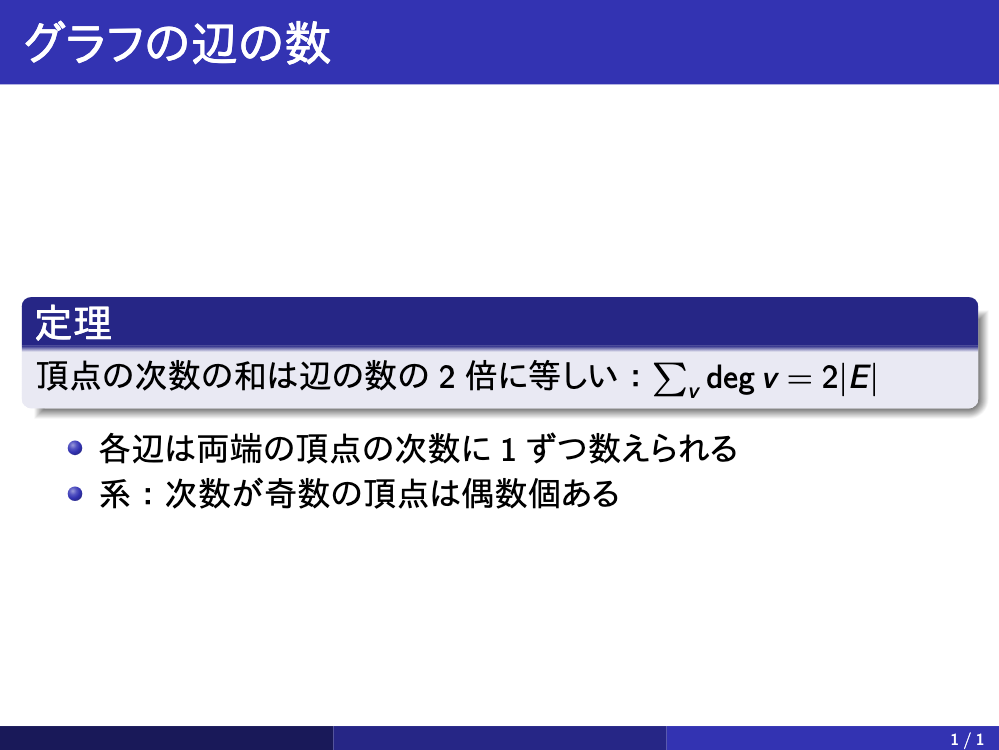 グラフの辺の数
定理
頂点の次数の和は辺の数の 2 倍に等しい：∑_v deg v = 2|E|
各辺は両端の頂点の次数に 1 ずつ数えられる
系：次数が奇数の頂点は偶数個ある
1 / 1